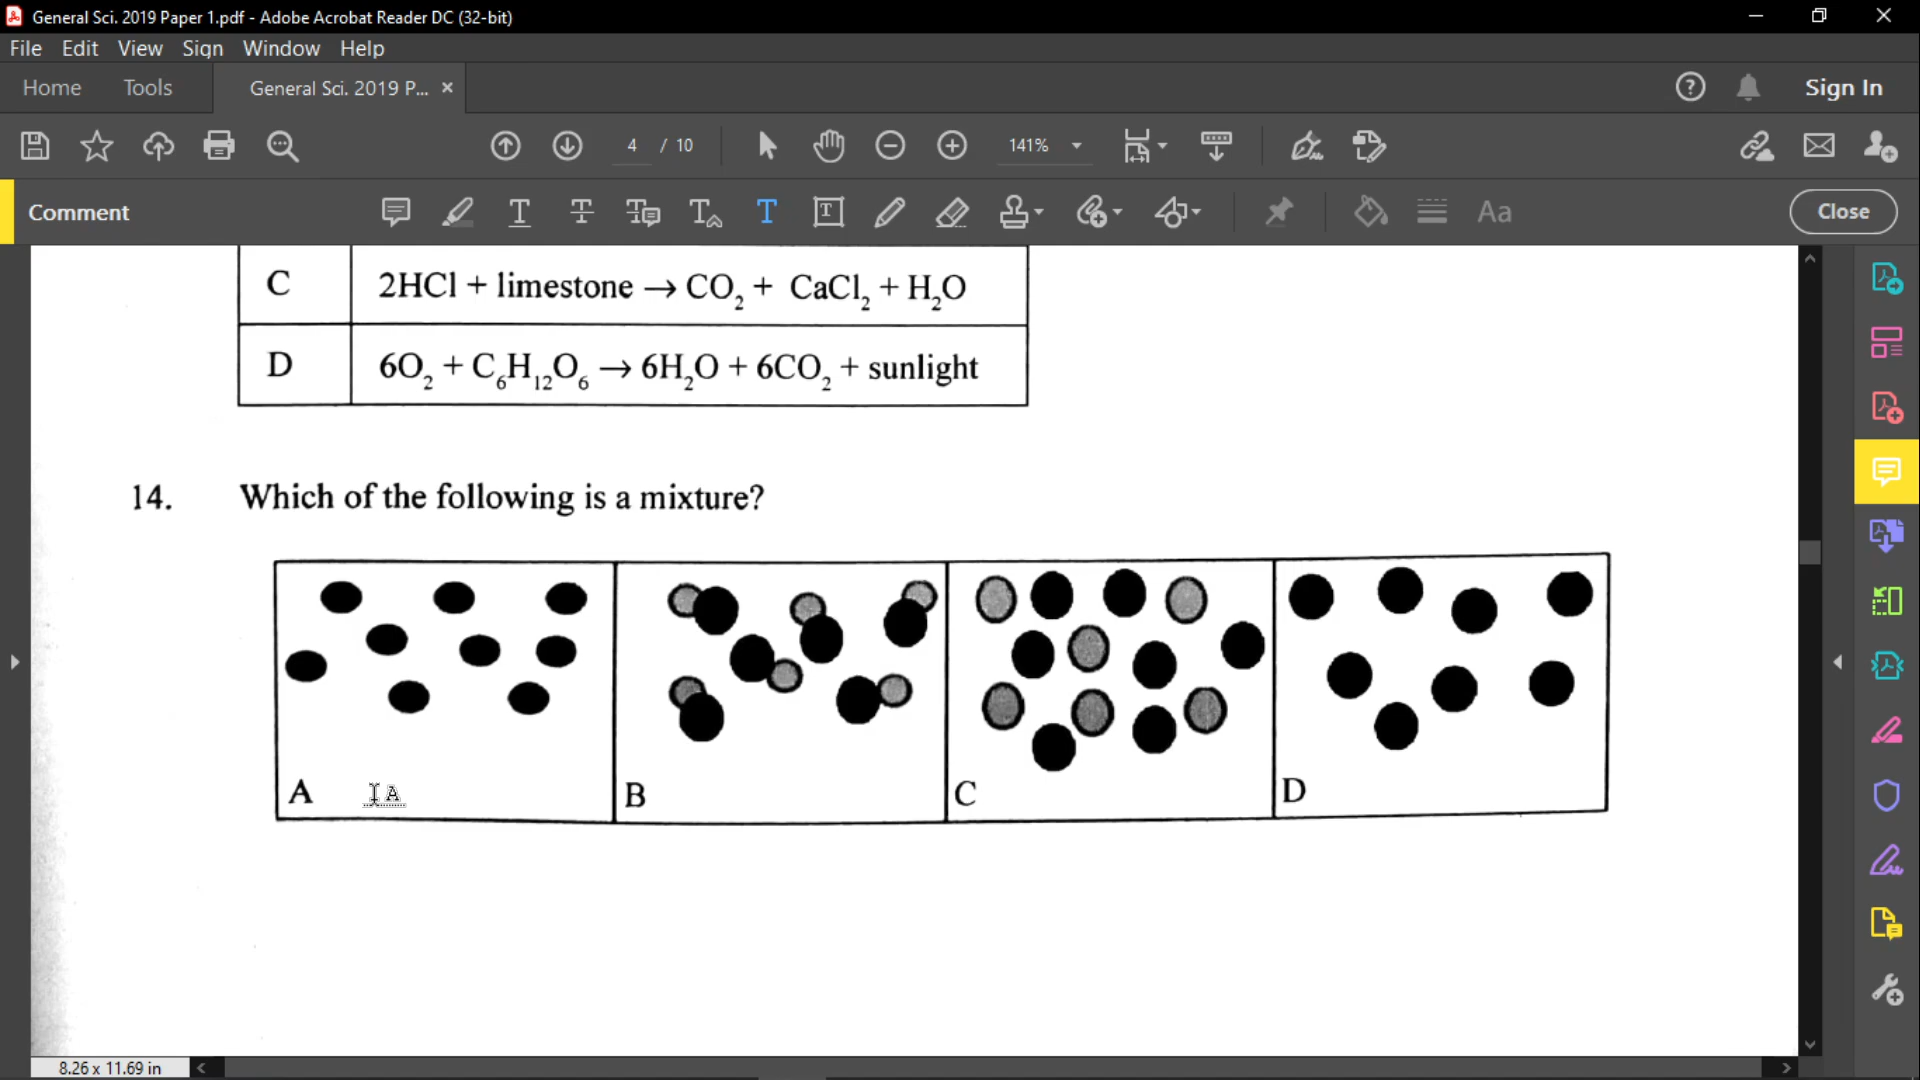 General Sci. 2019 Paper 1.pdf - Adobe Acrobat Reader DC (32-bit)
File Edit View Sign Window Help
Home Tools General Sci. 2019 P... × Sign In
4 / 10 141%
Comment Close
C 2HCl + limestone → CO₂ + CaCl₂ + H₂O
D 6O₂ + C₆H₁₂O₆ → 6H₂O + 6CO₂ + sunlight
14. Which of the following is a mixture?
A B C D
8.26 x 11.69 in